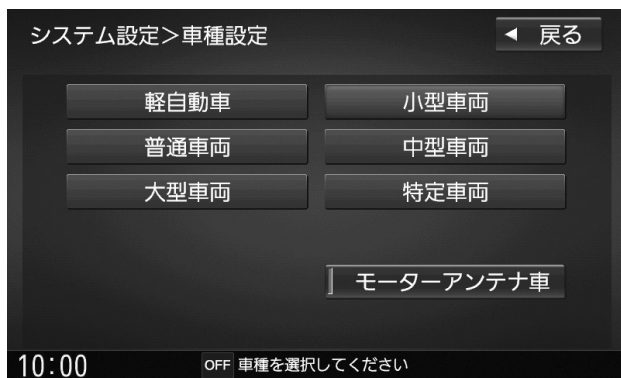 システム設定＞車種設定 ◀ 戻る
軽自動車 小型車両
普通車両 中型車両
大型車両 特定車両
モーターアンテナ車
10:00 OFF 車種を選択してください